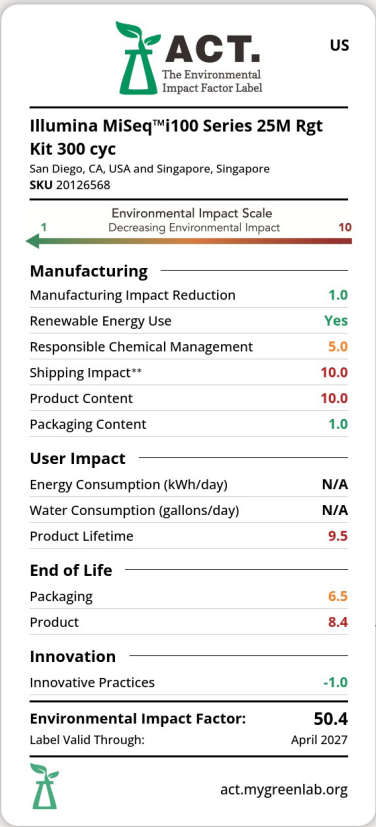 ACT.
US
The Environmental
Impact Factor Label
Illumina MiSeq™i100 Series 25M Rgt
Kit 300 cyc
San Diego, CA, USA and Singapore, Singapore
SKU 20126568
Environmental Impact Scale
1 Decreasing Environmental Impact 10
Manufacturing
Manufacturing Impact Reduction 1.0
Renewable Energy Use Yes
Responsible Chemical Management 5.0
Shipping Impact** 10.0
Product Content 10.0
Packaging Content 1.0
User Impact
Energy Consumption (kWh/day) N/A
Water Consumption (gallons/day) N/A
Product Lifetime 9.5
End of Life
Packaging 6.5
Product 8.4
Innovation
Innovative Practices -1.0
Environmental Impact Factor: 50.4
Label Valid Through: April 2027
act.mygreenlab.org